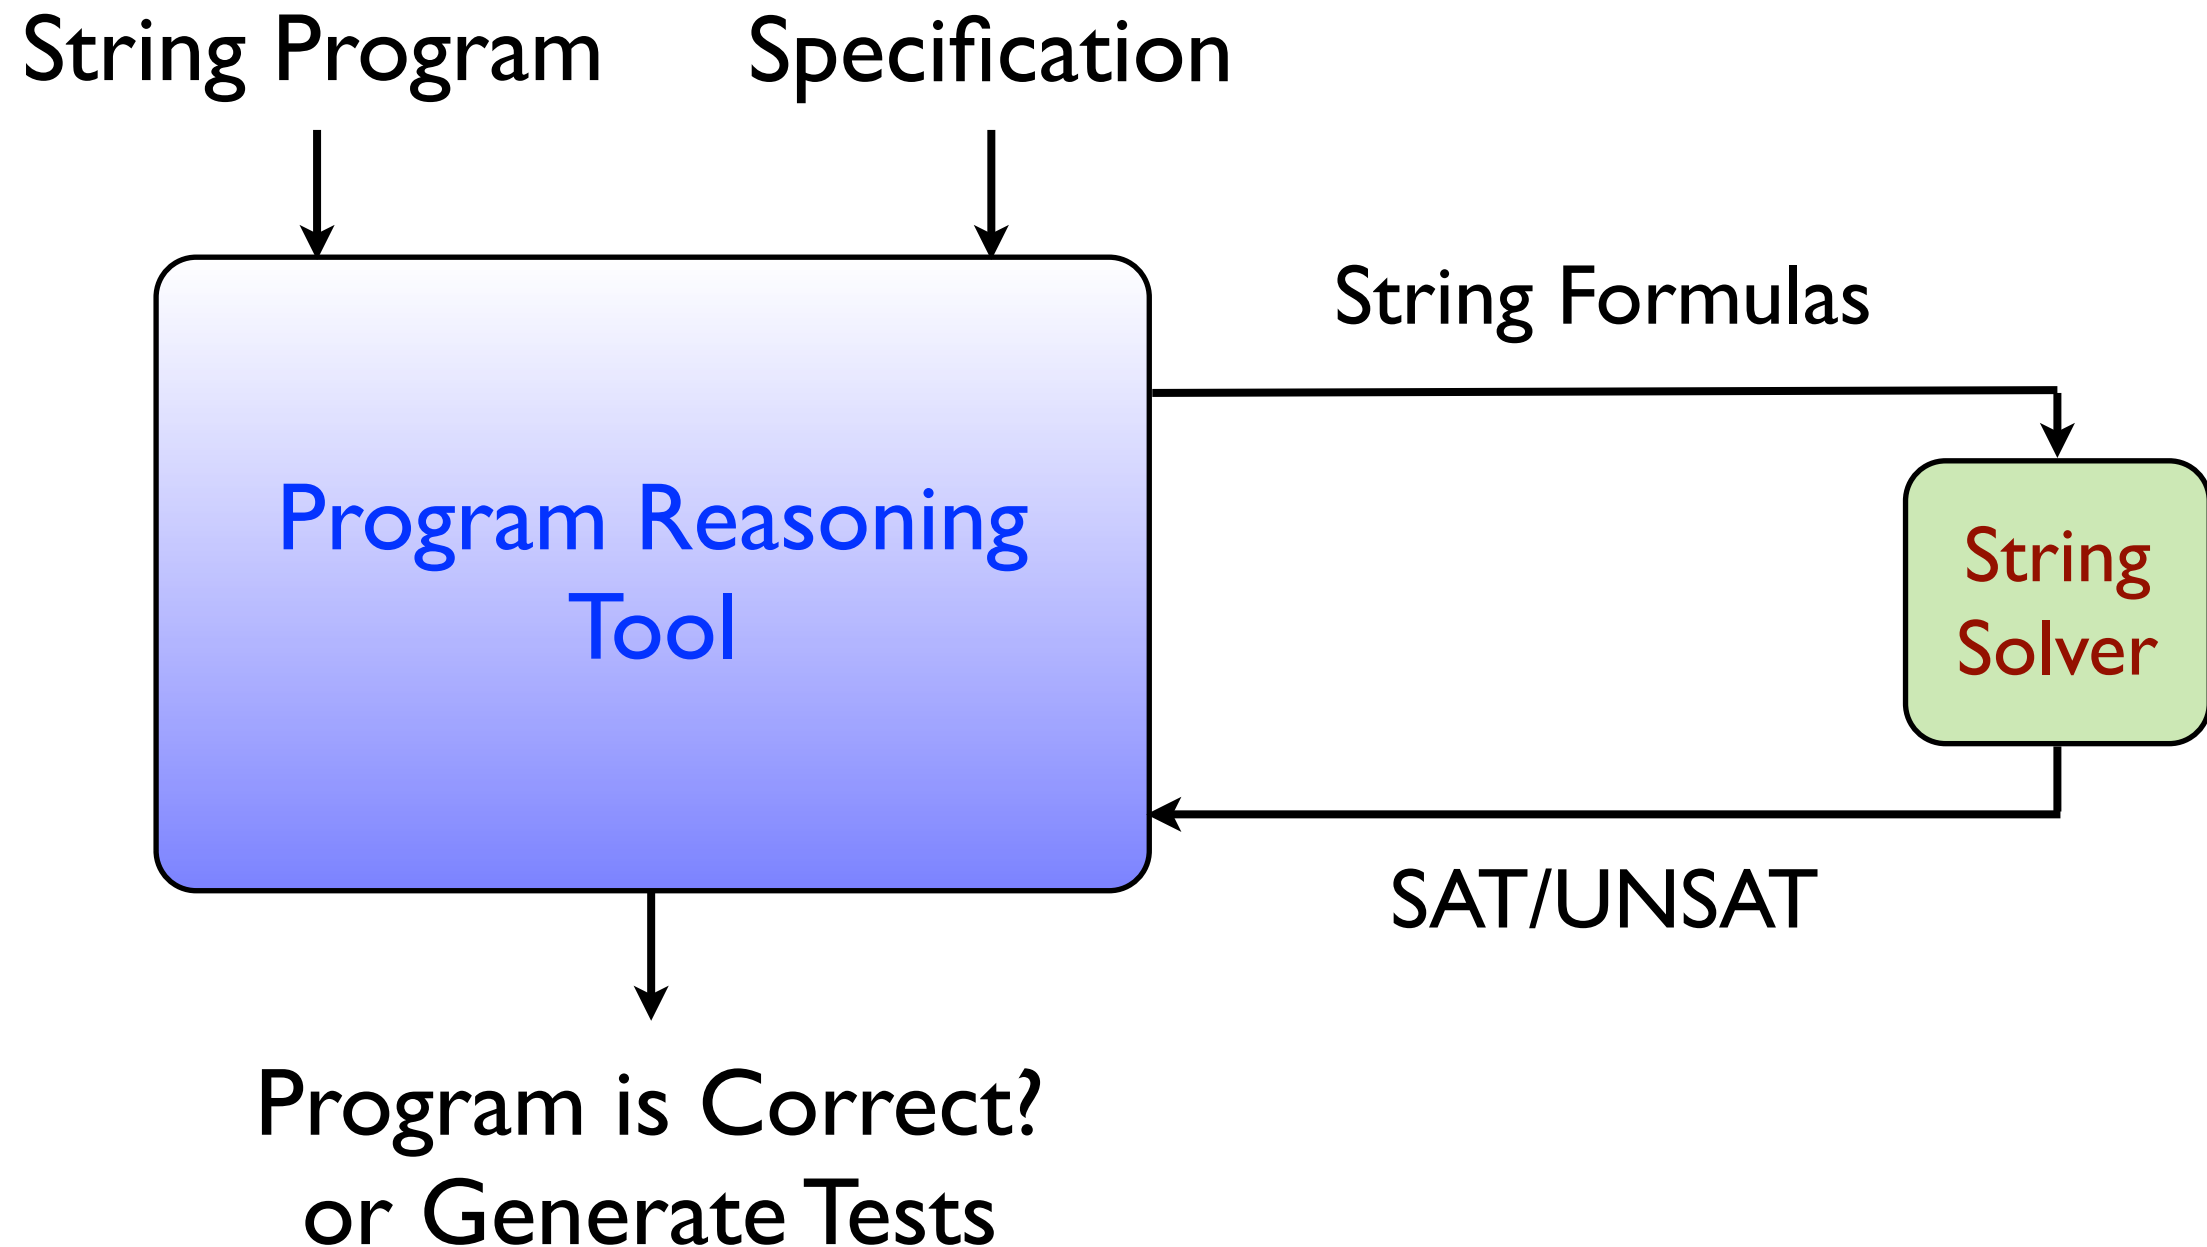 String Program
Specification
String Formulas
Program Reasoning
Tool
String
Solver
SAT/UNSAT
Program is Correct?
or Generate Tests